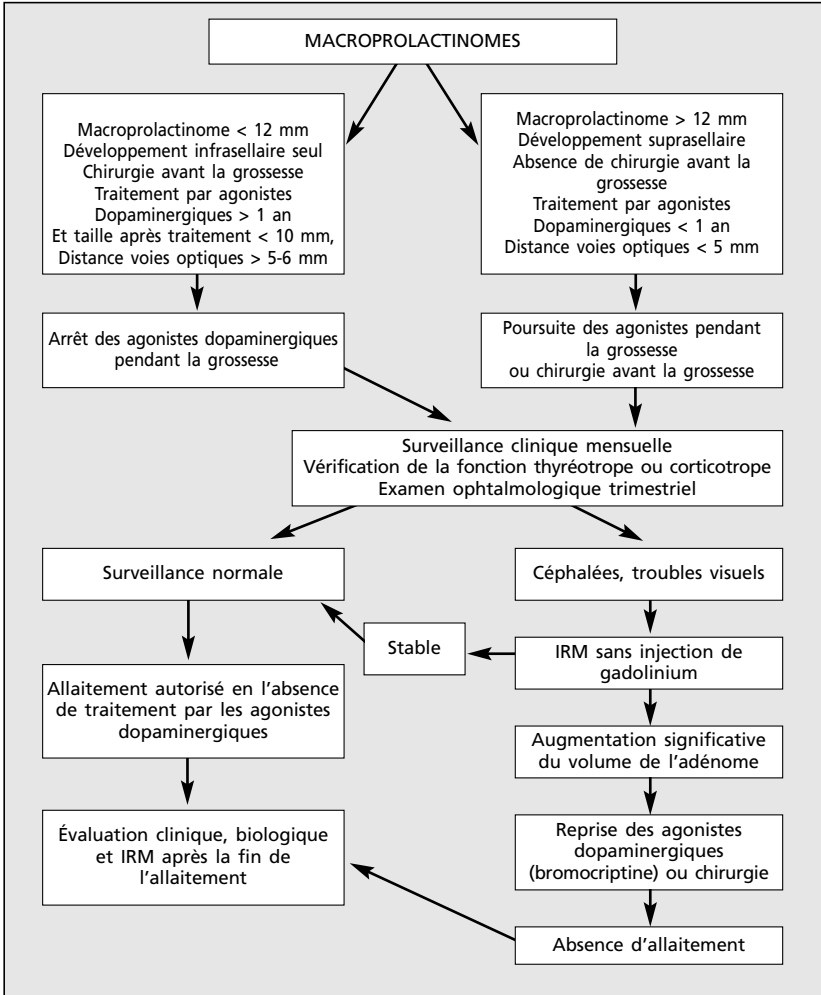 MACROPROLACTINOMES
Macroprolactinome < 12 mm
Développement infrasellaire seul
Chirurgie avant la grossesse
Traitement par agonistes
Dopaminergiques > 1 an
Et taille après traitement < 10 mm,
Distance voies optiques > 5-6 mm
Macroprolactinome > 12 mm
Développement suprasellaire
Absence de chirurgie avant la
grossesse
Traitement par agonistes
Dopaminergiques < 1 an
Distance voies optiques < 5 mm
Arrêt des agonistes dopaminergiques
pendant la grossesse
Poursuite des agonistes pendant
la grossesse
ou chirurgie avant la grossesse
Surveillance clinique mensuelle
Vérification de la fonction thyréotrope ou corticotrope
Examen ophtalmologique trimestriel
Surveillance normale
Céphalées, troubles visuels
Stable
IRM sans injection de
gadolinium
Allaitement autorisé en l'absence
de traitement par les agonistes
dopaminergiques
Augmentation significative
du volume de l'adénome
Évaluation clinique, biologique
et IRM après la fin de
l'allaitement
Reprise des agonistes
dopaminergiques
(bromocriptine) ou chirurgie
Absence d'allaitement